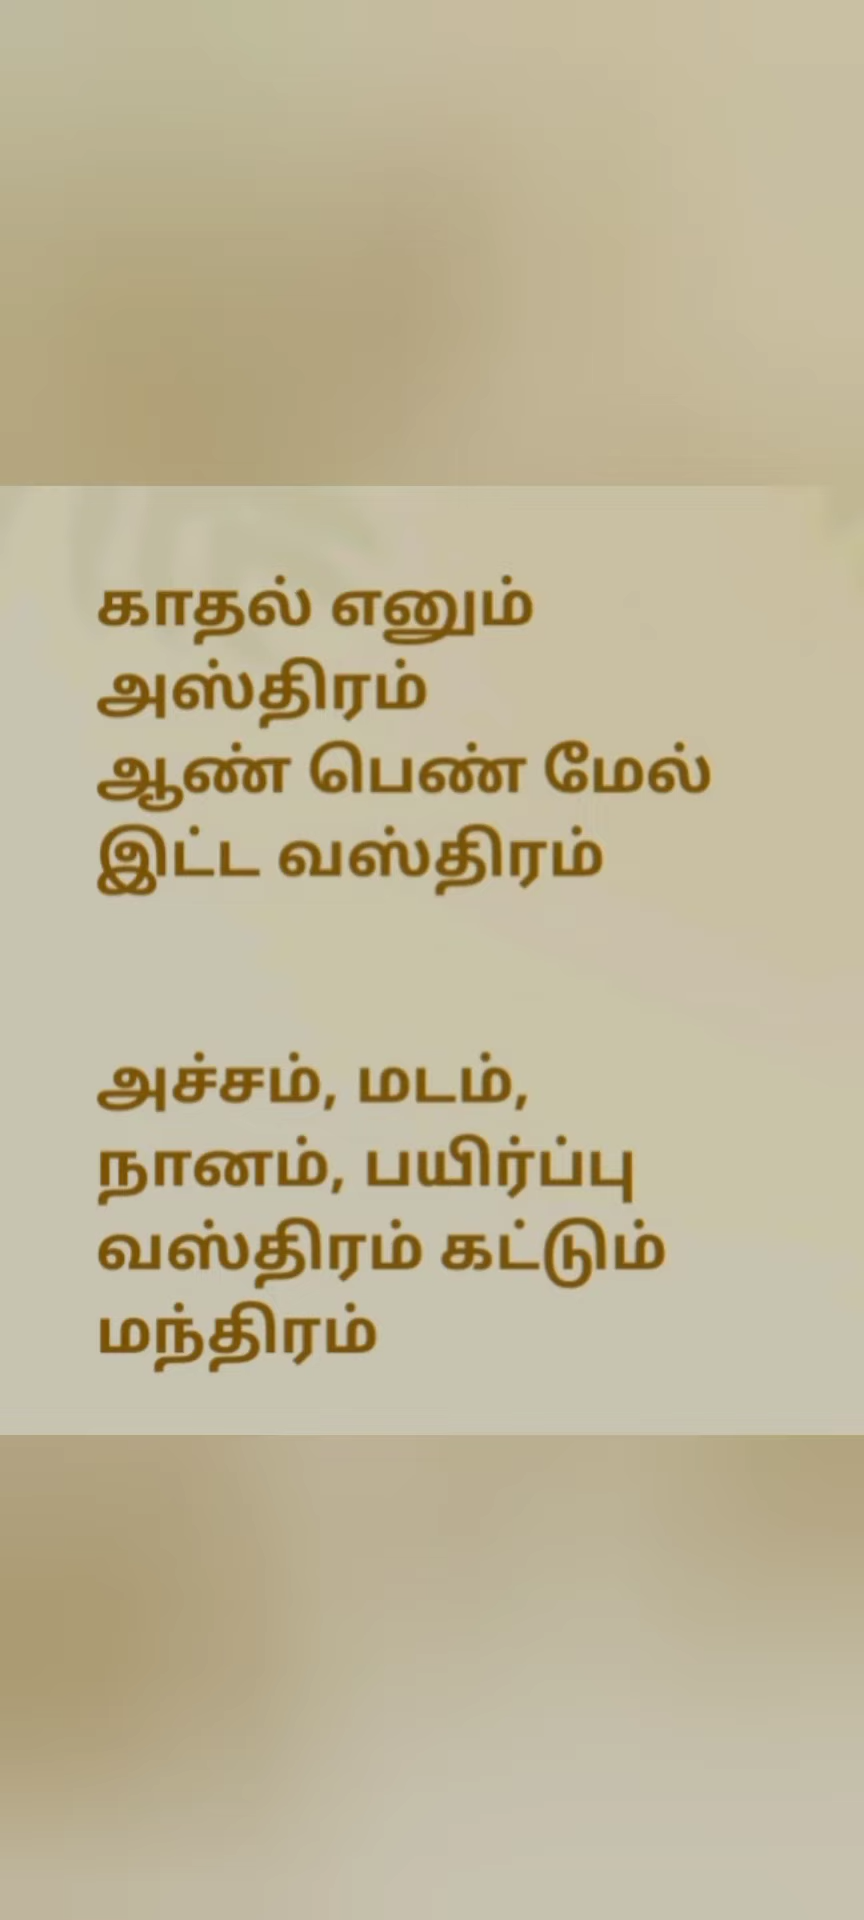 காதல் எனும்
அஸ்திரம்
ஆண் பெண் மேல்
இட்ட வஸ்திரம்
அச்சம், மடம்,
நானம், பயிர்ப்பு
வஸ்திரம் கட்டும்
மந்திரம்